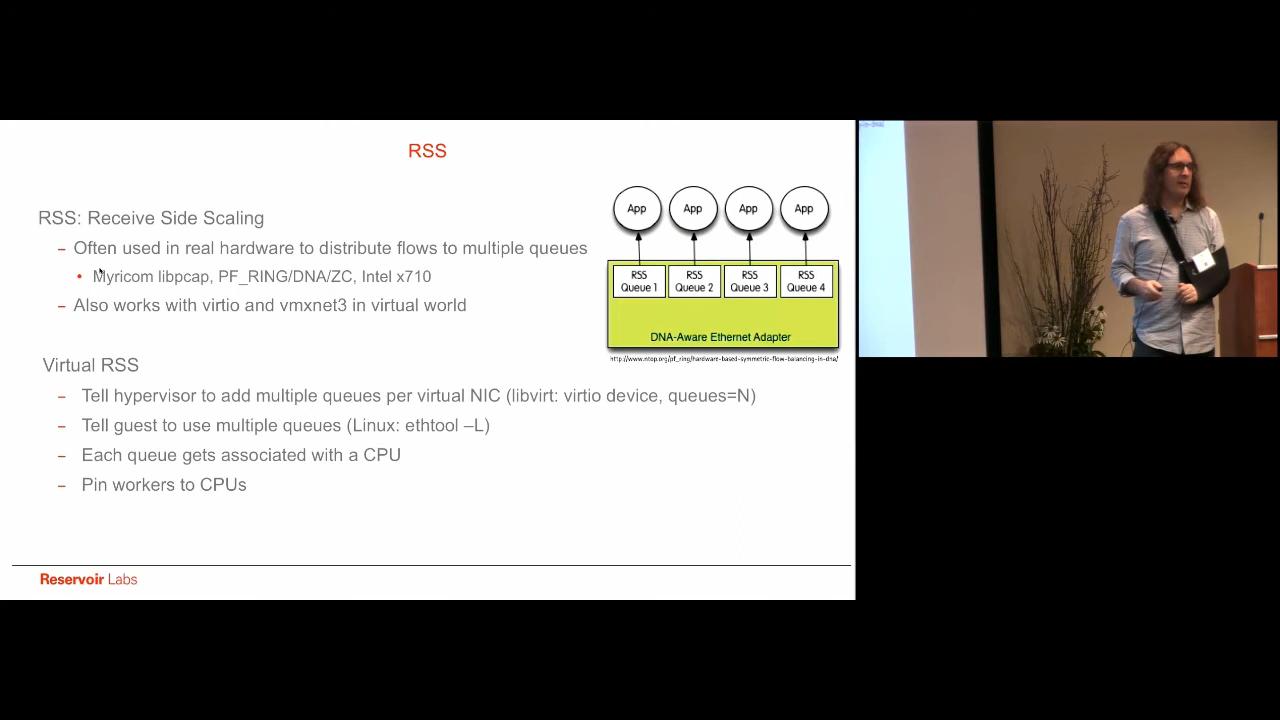 RSS
RSS: Receive Side Scaling
– Often used in real hardware to distribute flows to multiple queues
• Myricom libpcap, PF_RING/DNA/ZC, Intel x710
– Also works with virtio and vmxnet3 in virtual world
App App App App
RSS RSS RSS RSS
Queue 1 Queue 2 Queue 3 Queue 4
DNA-Aware Ethernet Adapter
http://www.ntop.org/pf_ring/hardware-based-symmetric-flow-balancing-in-dna/
Virtual RSS
– Tell hypervisor to add multiple queues per virtual NIC (libvirt: virtio device, queues=N)
– Tell guest to use multiple queues (Linux: ethtool –L)
– Each queue gets associated with a CPU
– Pin workers to CPUs
Reservoir Labs